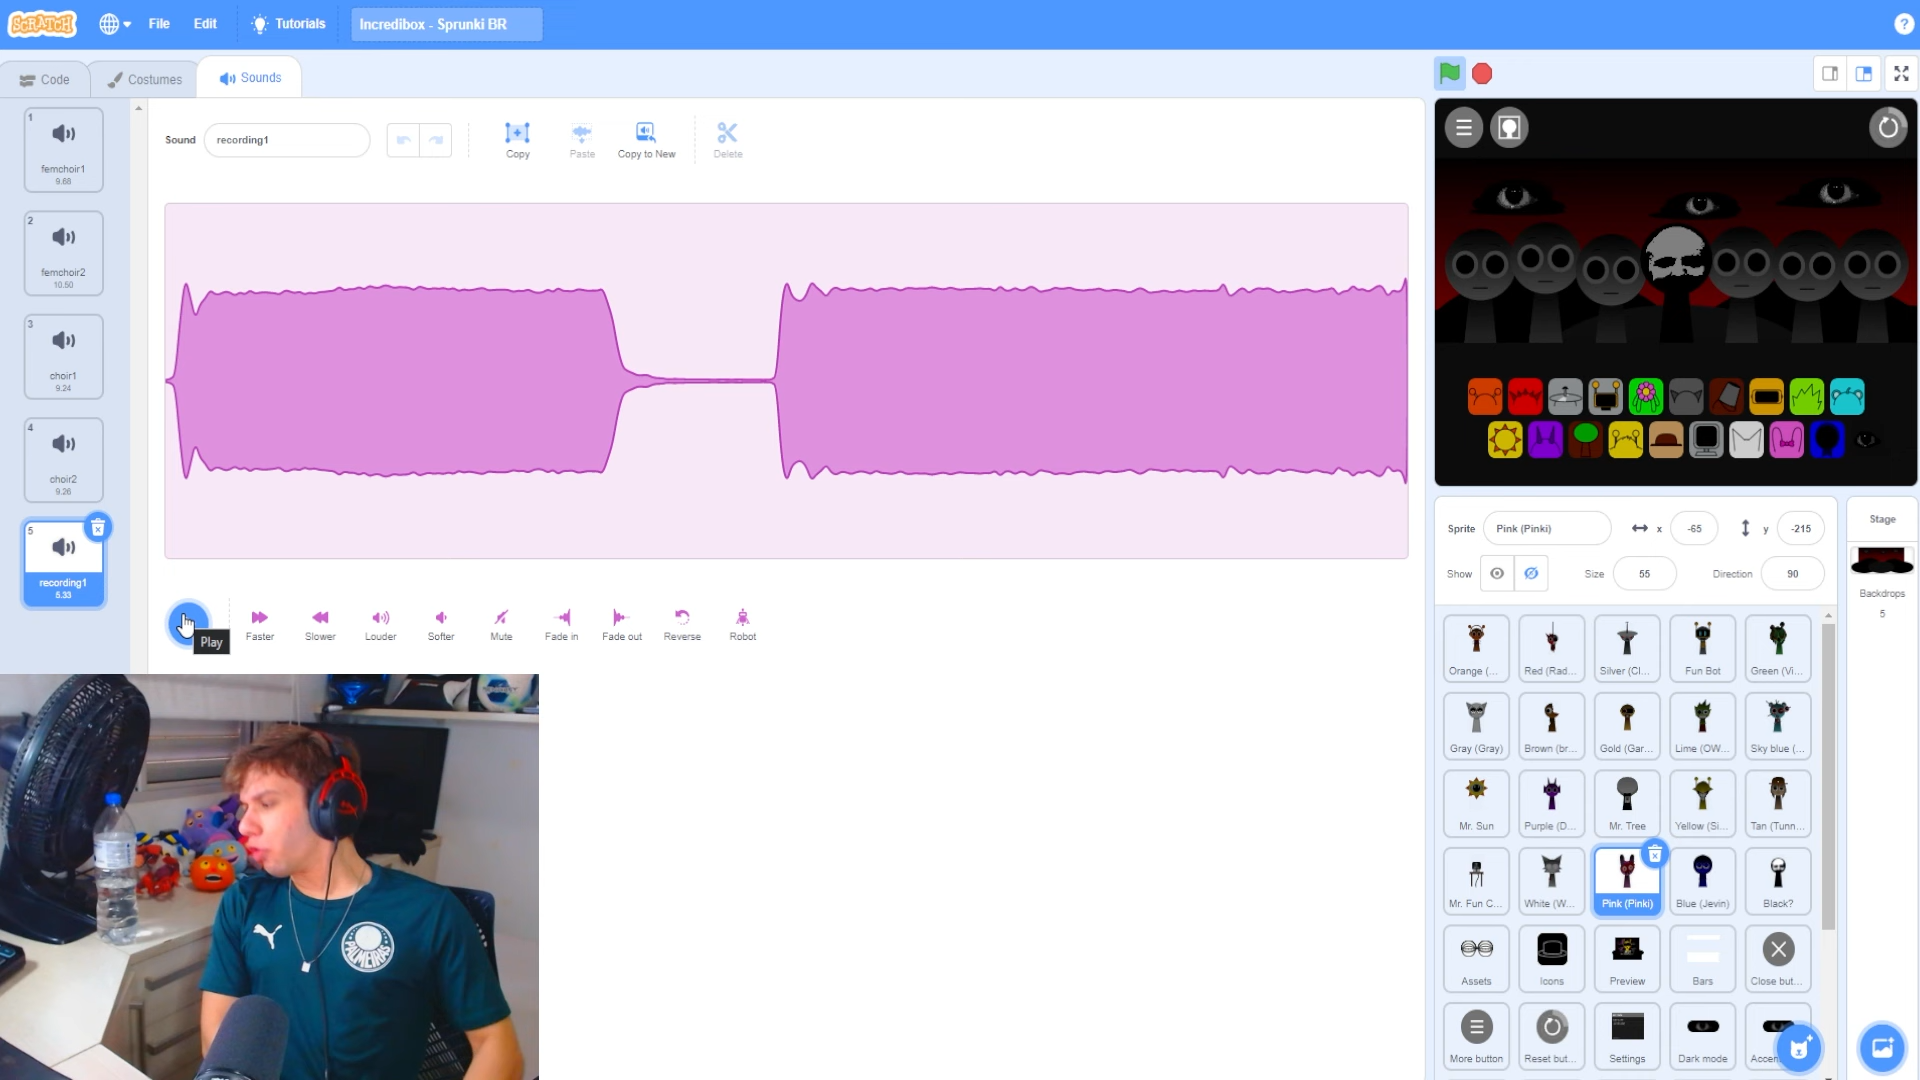 SCRATCH
File
Edit
Tutorials
Incredibox - Sprunki BR
?
Code
Costumes
Sounds
1
femchoir1
9.68
2
femchoir2
10.50
3
choir1
9.24
4
choir2
9.26
5
recording1
5.33
Sound
recording1
Copy
Paste
Copy to New
Delete
Play
Faster
Slower
Louder
Softer
Mute
Fade in
Fade out
Reverse
Robot
PALMEIRAS
Sprite
Pink (Pinki)
x
-65
y
-215
Show
Size
55
Direction
90
Stage
Backdrops
5
Orange (...
Red (Rad...
Silver (Cl...
Fun Bot
Green (Vi...
Gray (Gray)
Brown (br...
Gold (Gar...
Lime (OW...
Sky blue (...
Mr. Sun
Purple (D...
Mr. Tree
Yellow (Si...
Tan (Tunn...
Mr. Fun C...
White (W...
Pink (Pinki)
Blue (Jevin)
Black?
Assets
Icons
Preview
Bars
Close but...
More button
Reset but...
Settings
Dark mode